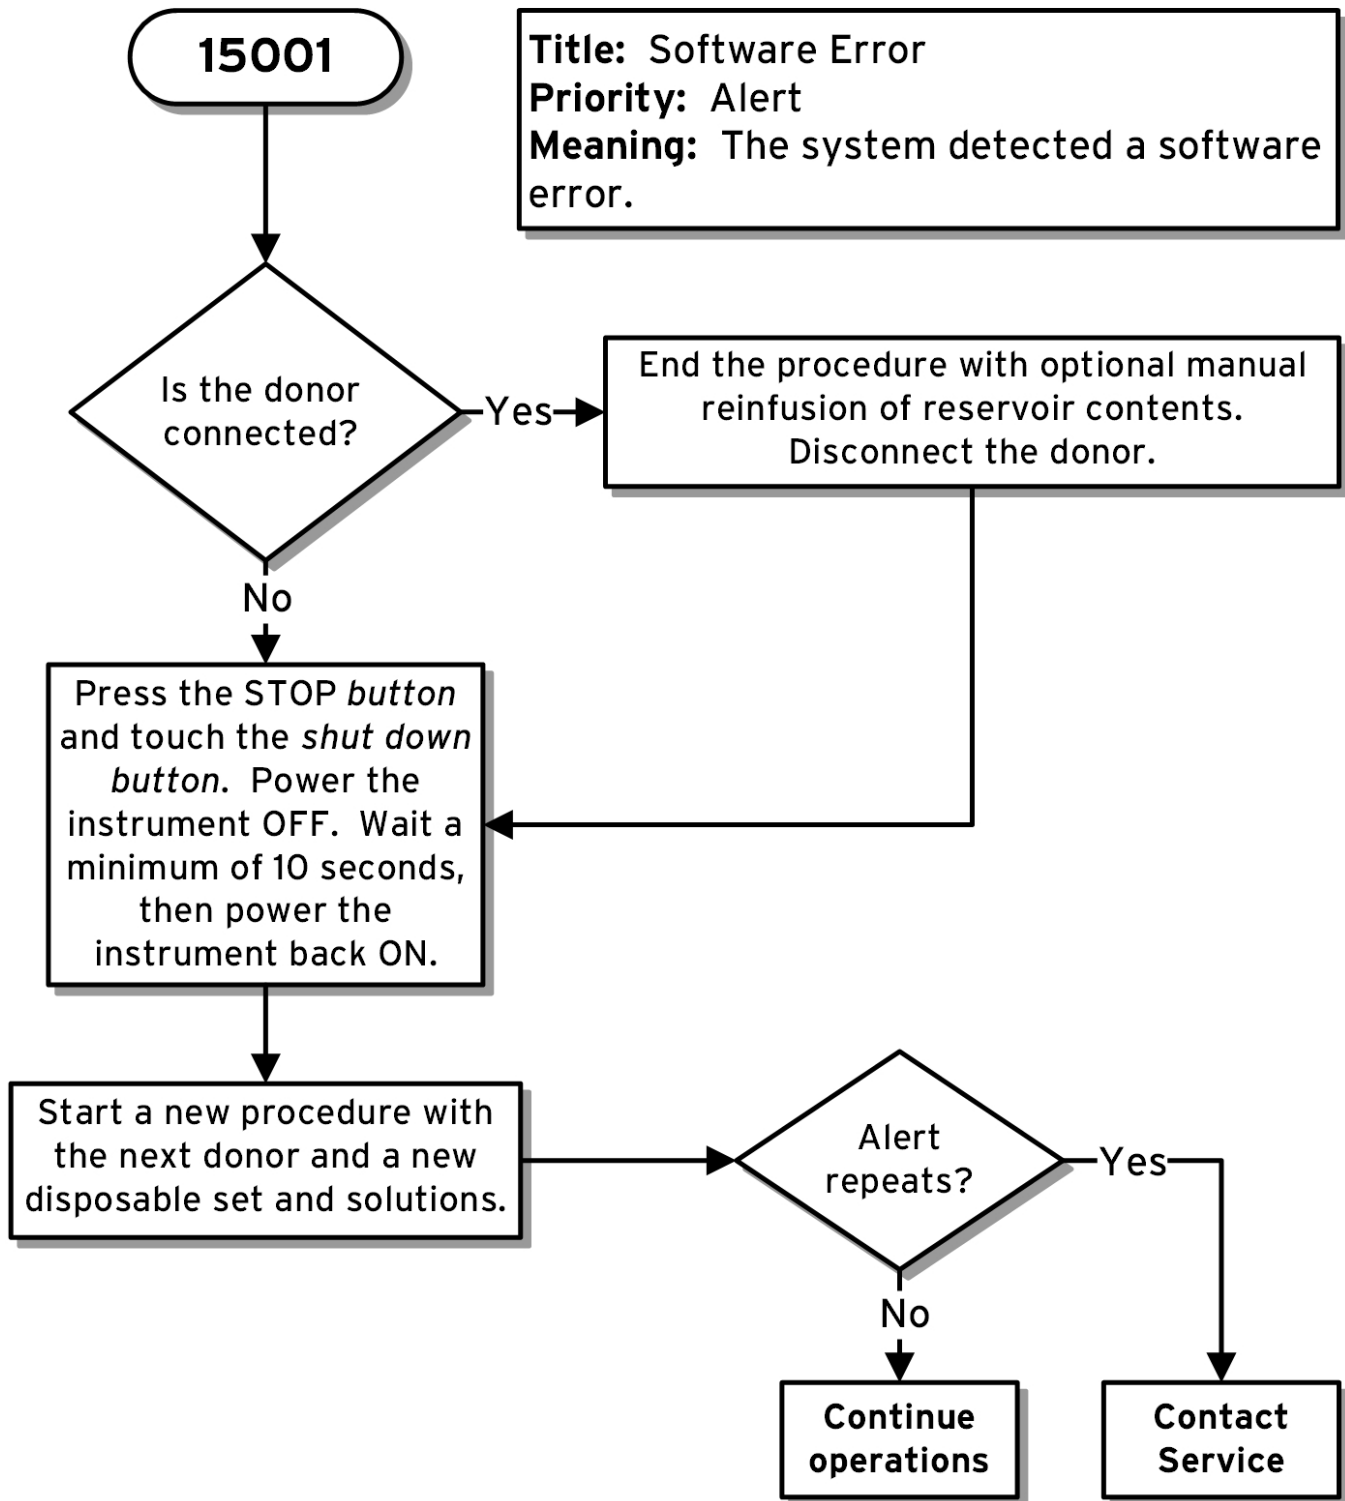 15001
Title: Software Error
Priority: Alert
Meaning: The system detected a software
error.
Is the donor
connected?
Yes
End the procedure with optional manual
reinfusion of reservoir contents.
Disconnect the donor.
No
Press the STOP button
and touch the shut down
button. Power the
instrument OFF. Wait a
minimum of 10 seconds,
then power the
instrument back ON.
Start a new procedure with
the next donor and a new
disposable set and solutions.
Alert
repeats?
Yes
No
Continue
operations
Contact
Service